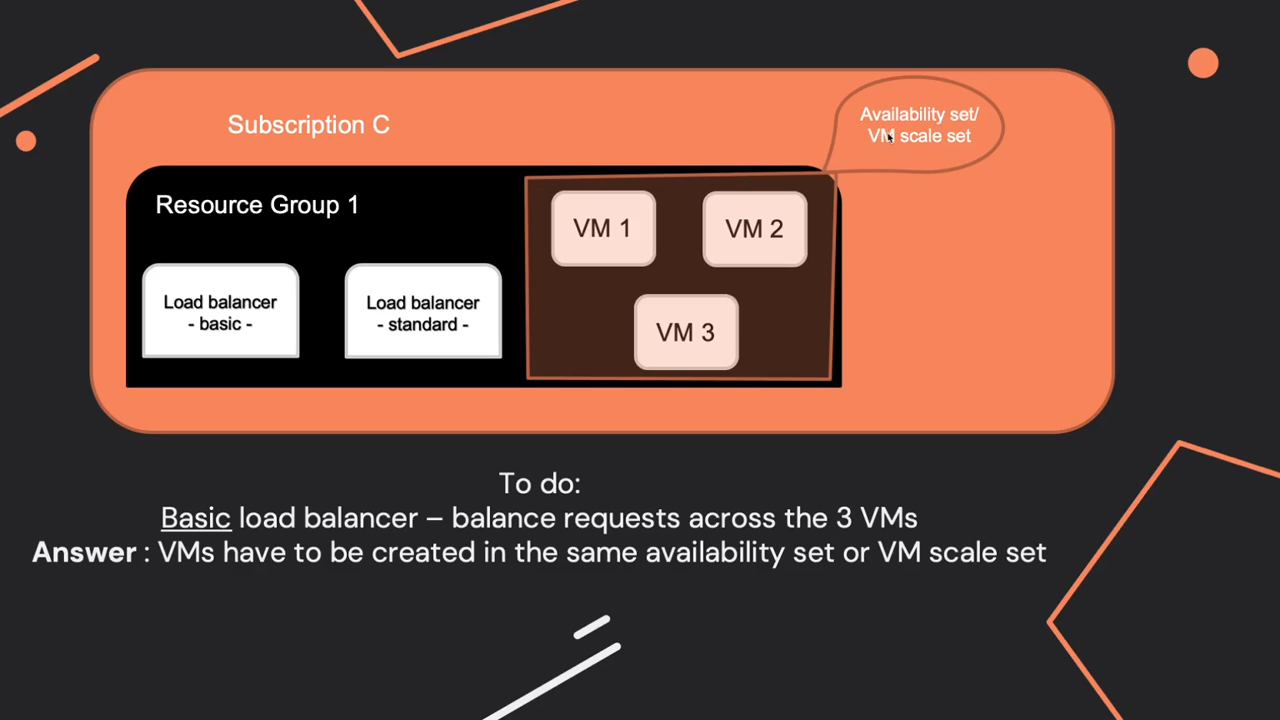 Subscription C
Availability set/
VM scale set
Resource Group 1
VM 1
VM 2
Load balancer
- basic -
Load balancer
- standard -
VM 3
To do:
Basic load balancer – balance requests across the 3 VMs
Answer : VMs have to be created in the same availability set or VM scale set